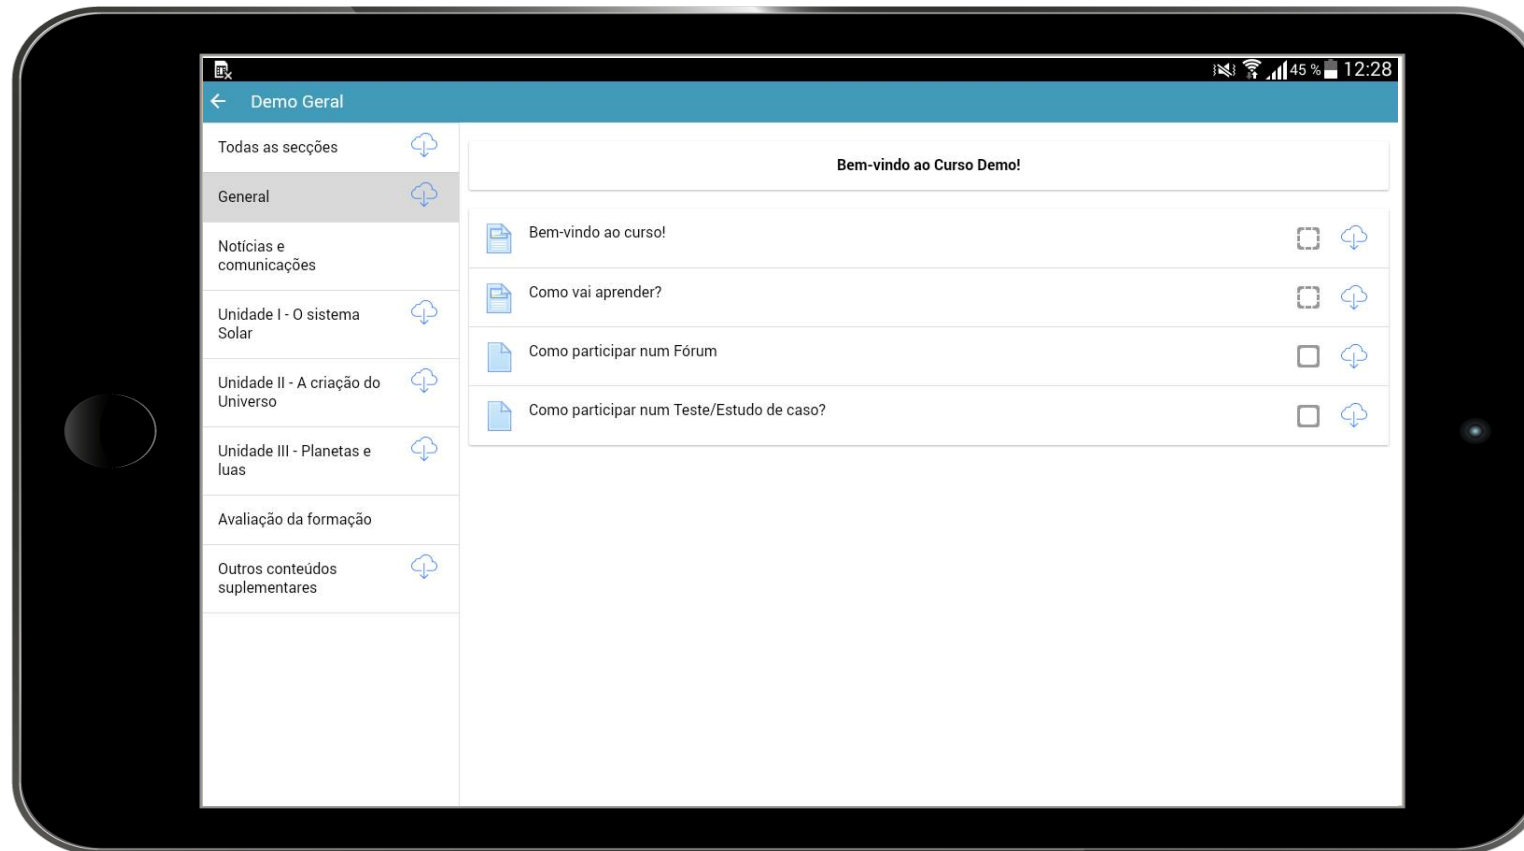 45 % 12:28
Demo Geral
Todas as secções
General
Notícias e
comunicações
Unidade I - O sistema
Solar
Unidade II - A criação do
Universo
Unidade III - Planetas e
luas
Avaliação da formação
Outros conteúdos
suplementares
Bem-vindo ao Curso Demo!
Bem-vindo ao curso!
Como vai aprender?
Como participar num Fórum
Como participar num Teste/Estudo de caso?